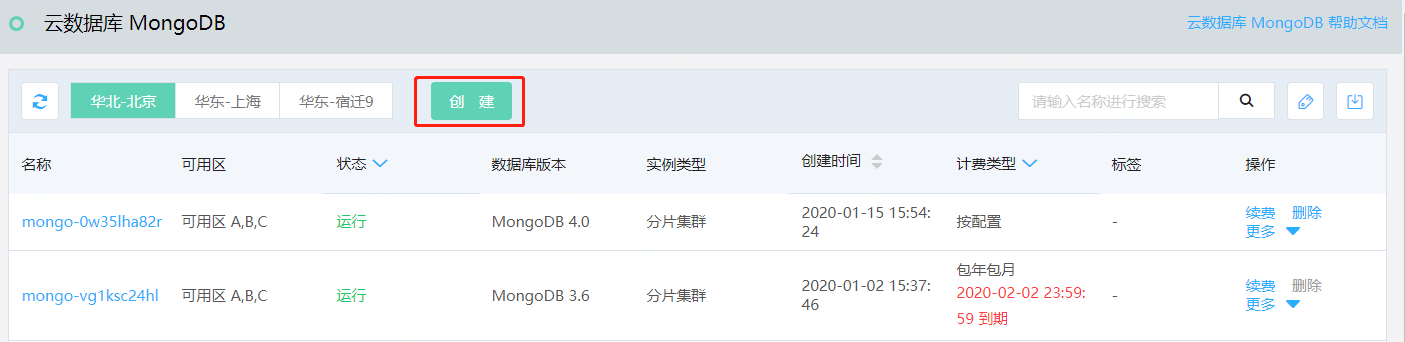 云数据库 MongoDB
云数据库 MongoDB 帮助文档
华北-北京
华东-上海
华东-宿迁9
创 建
请输入名称进行搜索
名称
可用区
状态
数据库版本
实例类型
创建时间
计费类型
标签
操作
mongo-0w35lha82r
可用区 A,B,C
运行
MongoDB 4.0
分片集群
2020-01-15 15:54:
24
按配置
-
续费 删除
更多
mongo-vg1ksc24hl
可用区 A,B,C
运行
MongoDB 3.6
分片集群
2020-01-02 15:37:
46
包年包月
2020-02-02 23:59:
59 到期
-
续费 删除
更多